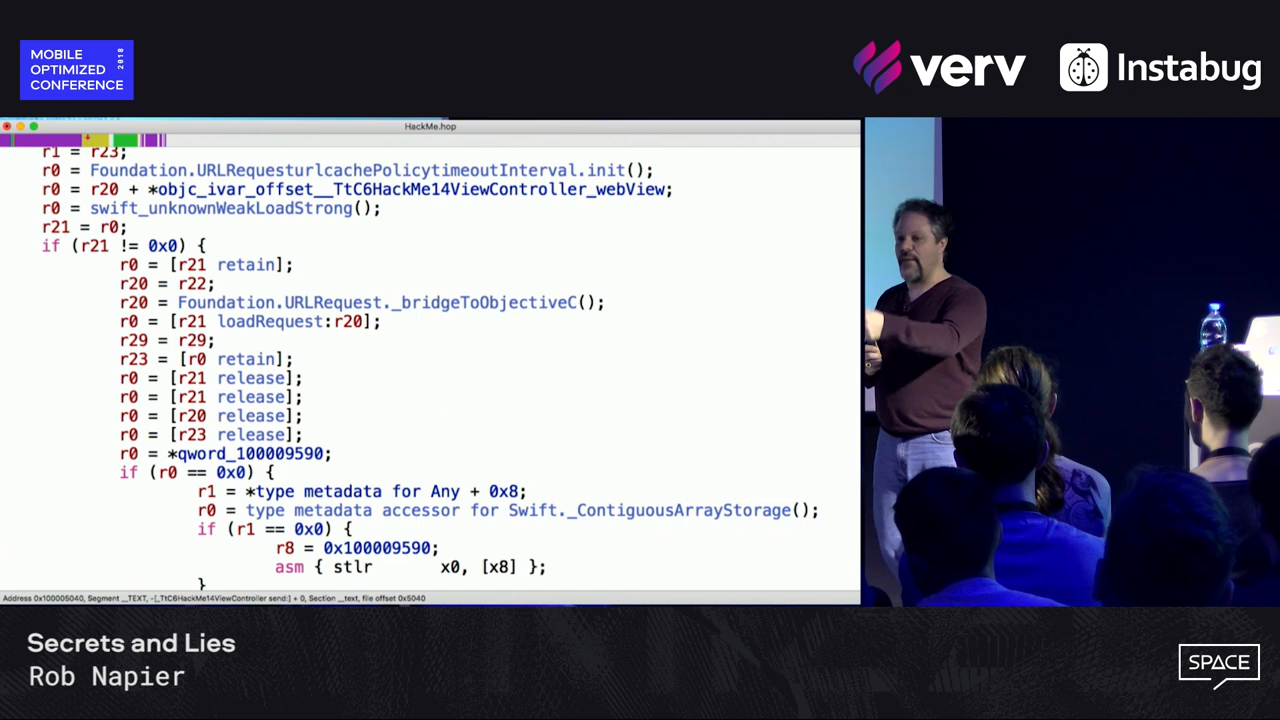 MOBILE
OPTIMIZED
CONFERENCE
2018
verv
Instabug
HackMe.hop
r1 = r23;
r0 = Foundation.URLRequesturlcachePolicytimeoutInterval.init();
r0 = r20 + *objc_ivar_offset__TtC6HackMe14ViewController_webView;
r0 = swift_unknownWeakLoadStrong();
r21 = r0;
if (r21 != 0x0) {
r0 = [r21 retain];
r20 = r22;
r20 = Foundation.URLRequest._bridgeToObjectiveC();
r0 = [r21 loadRequest:r20];
r29 = r29;
r23 = [r0 retain];
r0 = [r21 release];
r0 = [r21 release];
r0 = [r20 release];
r0 = [r23 release];
r0 = *qword_100009590;
if (r0 == 0x0) {
r1 = *type metadata for Any + 0x8;
r0 = type metadata accessor for Swift._ContiguousArrayStorage();
if (r1 == 0x0) {
r8 = 0x100009590;
asm { stlr x0, [x8] };
}
Address 0x100005040, Segment __TEXT, -[_TtC6HackMe14ViewController send:] + 0, Section __text, file offset 0x5040
Secrets and Lies
Rob Napier
SPACE